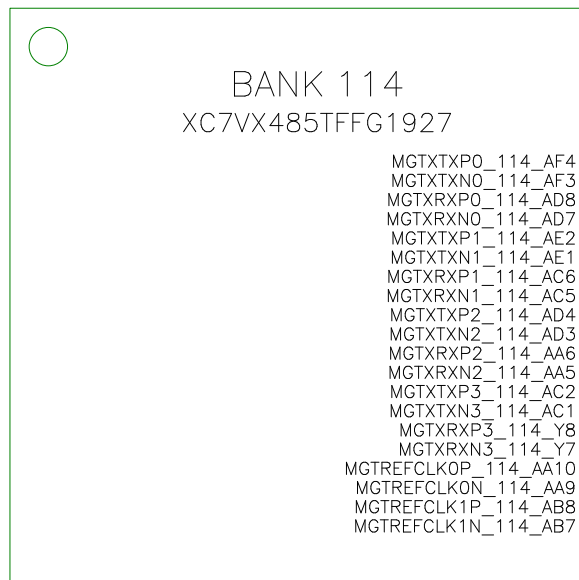 BANK 114
XC7VX485TFFG1927
MGTXTXP0_114_AF4
MGTXTXN0_114_AF3
MGTXRXP0_114_AD8
MGTXRXN0_114_AD7
MGTXTXP1_114_AE2
MGTXTXN1_114_AE1
MGTXRXP1_114_AC6
MGTXRXN1_114_AC5
MGTXTXP2_114_AD4
MGTXTXN2_114_AD3
MGTXRXP2_114_AA6
MGTXRXN2_114_AA5
MGTXTXP3_114_AC2
MGTXTXN3_114_AC1
MGTXRXP3_114_Y8
MGTXRXN3_114_Y7
MGTREFCLK0P_114_AA10
MGTREFCLK0N_114_AA9
MGTREFCLK1P_114_AB8
MGTREFCLK1N_114_AB7